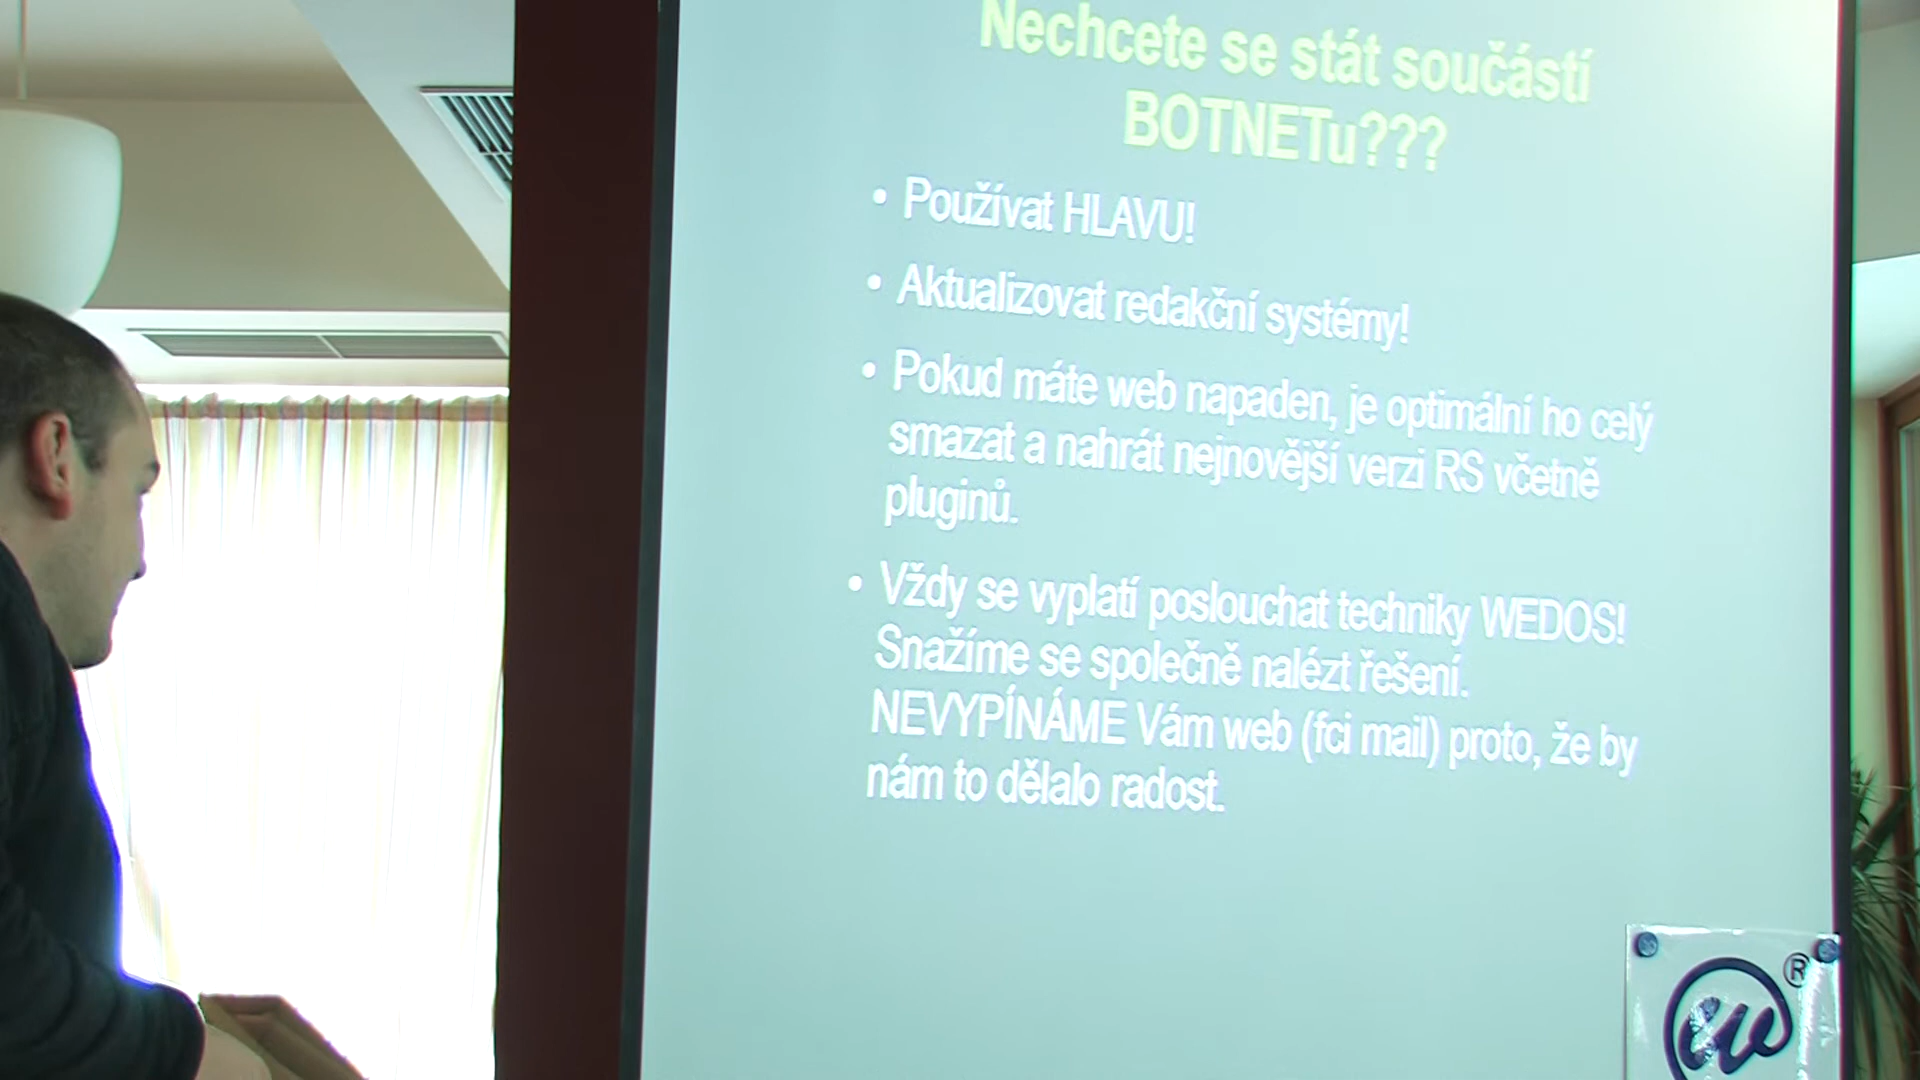 Nechcete se stát součástí
BOTNETu???
• Používat HLAVU!
• Aktualizovat redakční systémy!
• Pokud máte web napaden, je optimální ho celý
smazat a nahrát nejnovější verzi RS včetně
pluginů.
• Vždy se vyplatí poslouchat techniky WEDOS!
Snažíme se společně nalézt řešení.
NEVYPÍNÁME Vám web (fci mail) proto, že by
nám to dělalo radost.
w ®